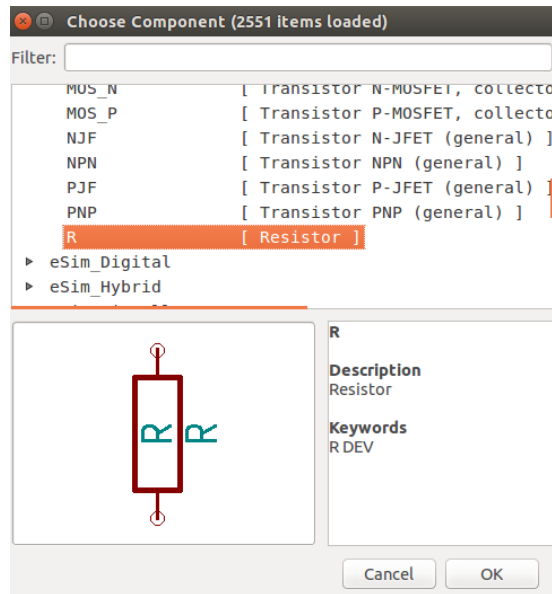 Choose Component (2551 items loaded)
Filter:
MOS_N [ Transistor N-MOSFET, collecto
MOS_P [ Transistor P-MOSFET, collecto
NJF [ Transistor N-JFET (general) ]
NPN [ Transistor NPN (general) ]
PJF [ Transistor P-JFET (general) ]
PNP [ Transistor PNP (general) ]
R [ Resistor ]
eSim_Digital
eSim_Hybrid
R
R
R
Description
Resistor
Keywords
R DEV
Cancel
OK